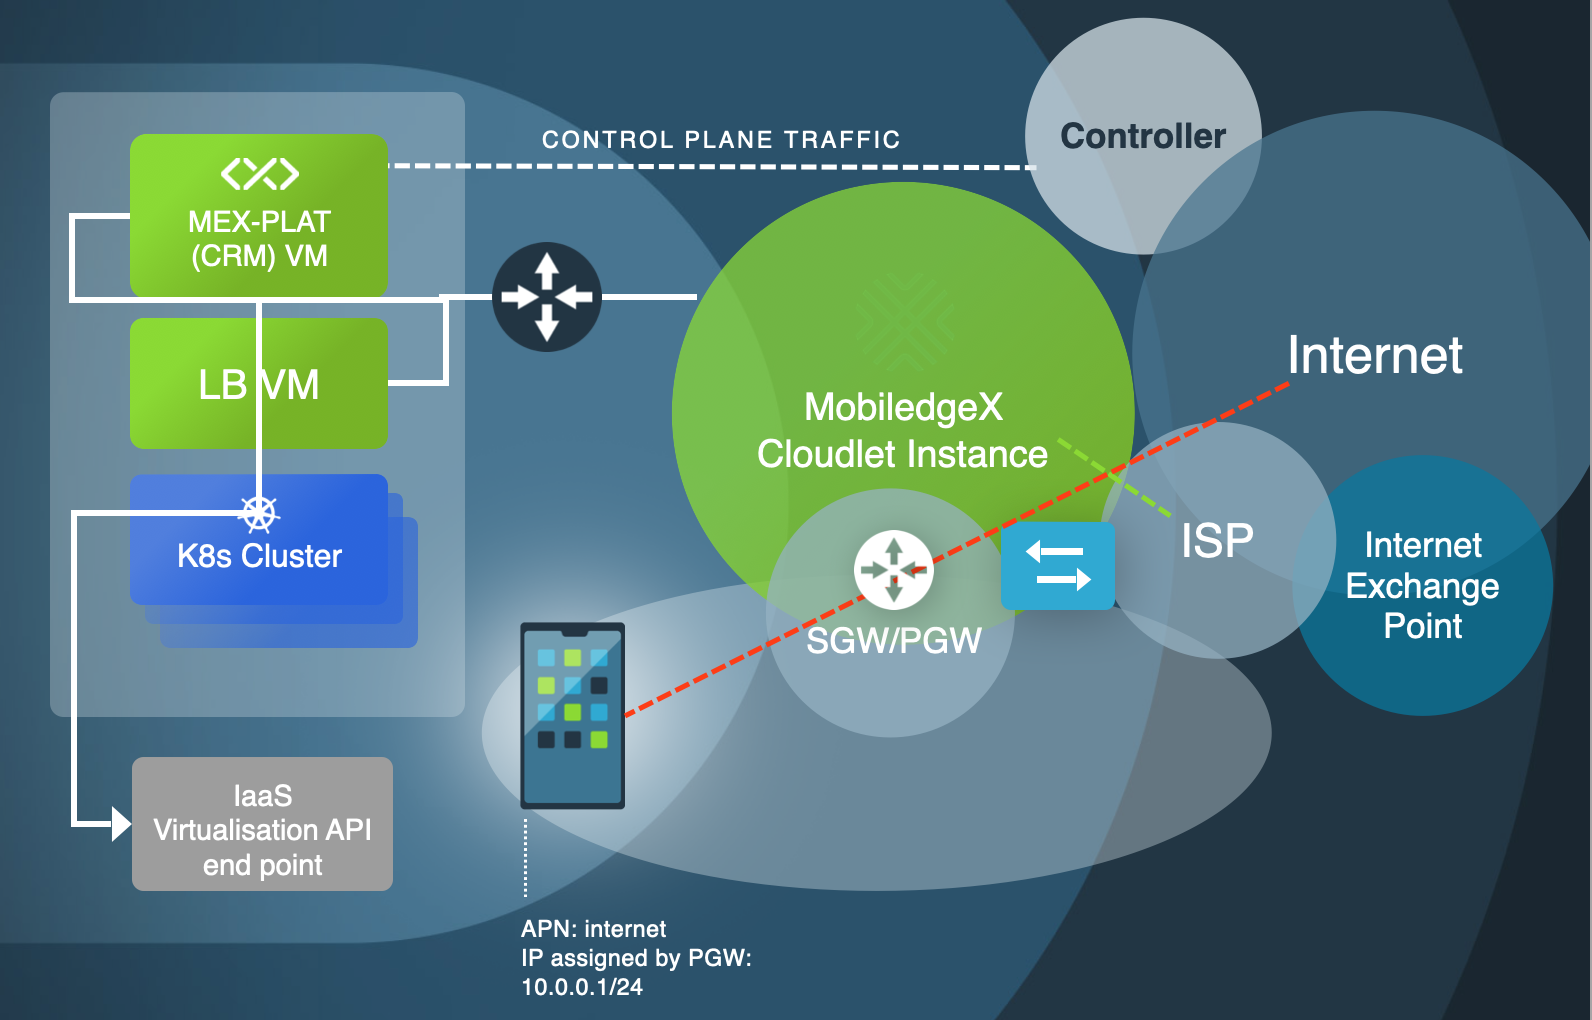 CONTROL PLANE TRAFFIC
Controller
MEX-PLAT
(CRM) VM
LB VM
K8s Cluster
IaaS
Virtualisation API
end point
MobiledgeX
Cloudlet Instance
Internet
ISP
Internet
Exchange
Point
SGW/PGW
APN: internet
IP assigned by PGW:
10.0.0.1/24